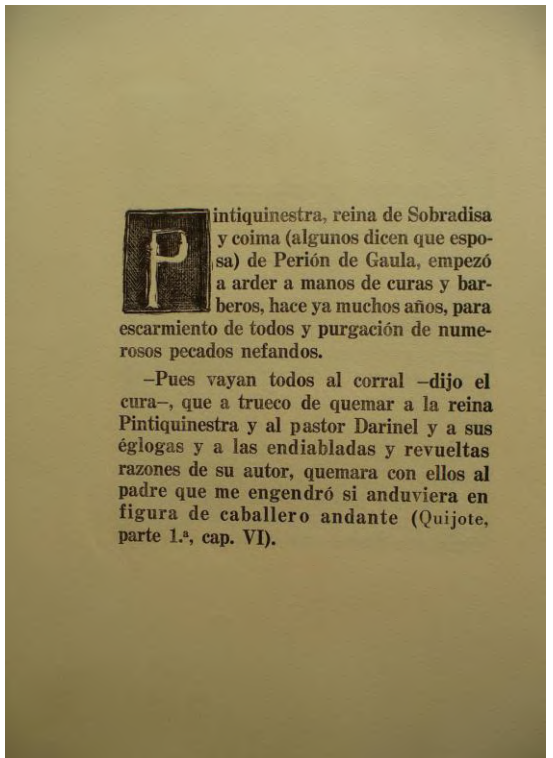 Pintiquinestra, reina de Sobradisa
y coima (algunos dicen que espo-
sa) de Perión de Gaula, empezó
a arder a manos de curas y bar-
beros, hace ya muchos años, para
escarmiento de todos y purgación de nume-
rosos pecados nefandos.
–Pues vayan todos al corral –dijo el
cura–, que a trueco de quemar a la reina
Pintiquinestra y al pastor Darinel y a sus
églogas y a las endiabladas y revueltas
razones de su autor, quemara con ellos al
padre que me engendró si anduviera en
figura de caballero andante (Quijote,
parte 1.ª, cap. VI).